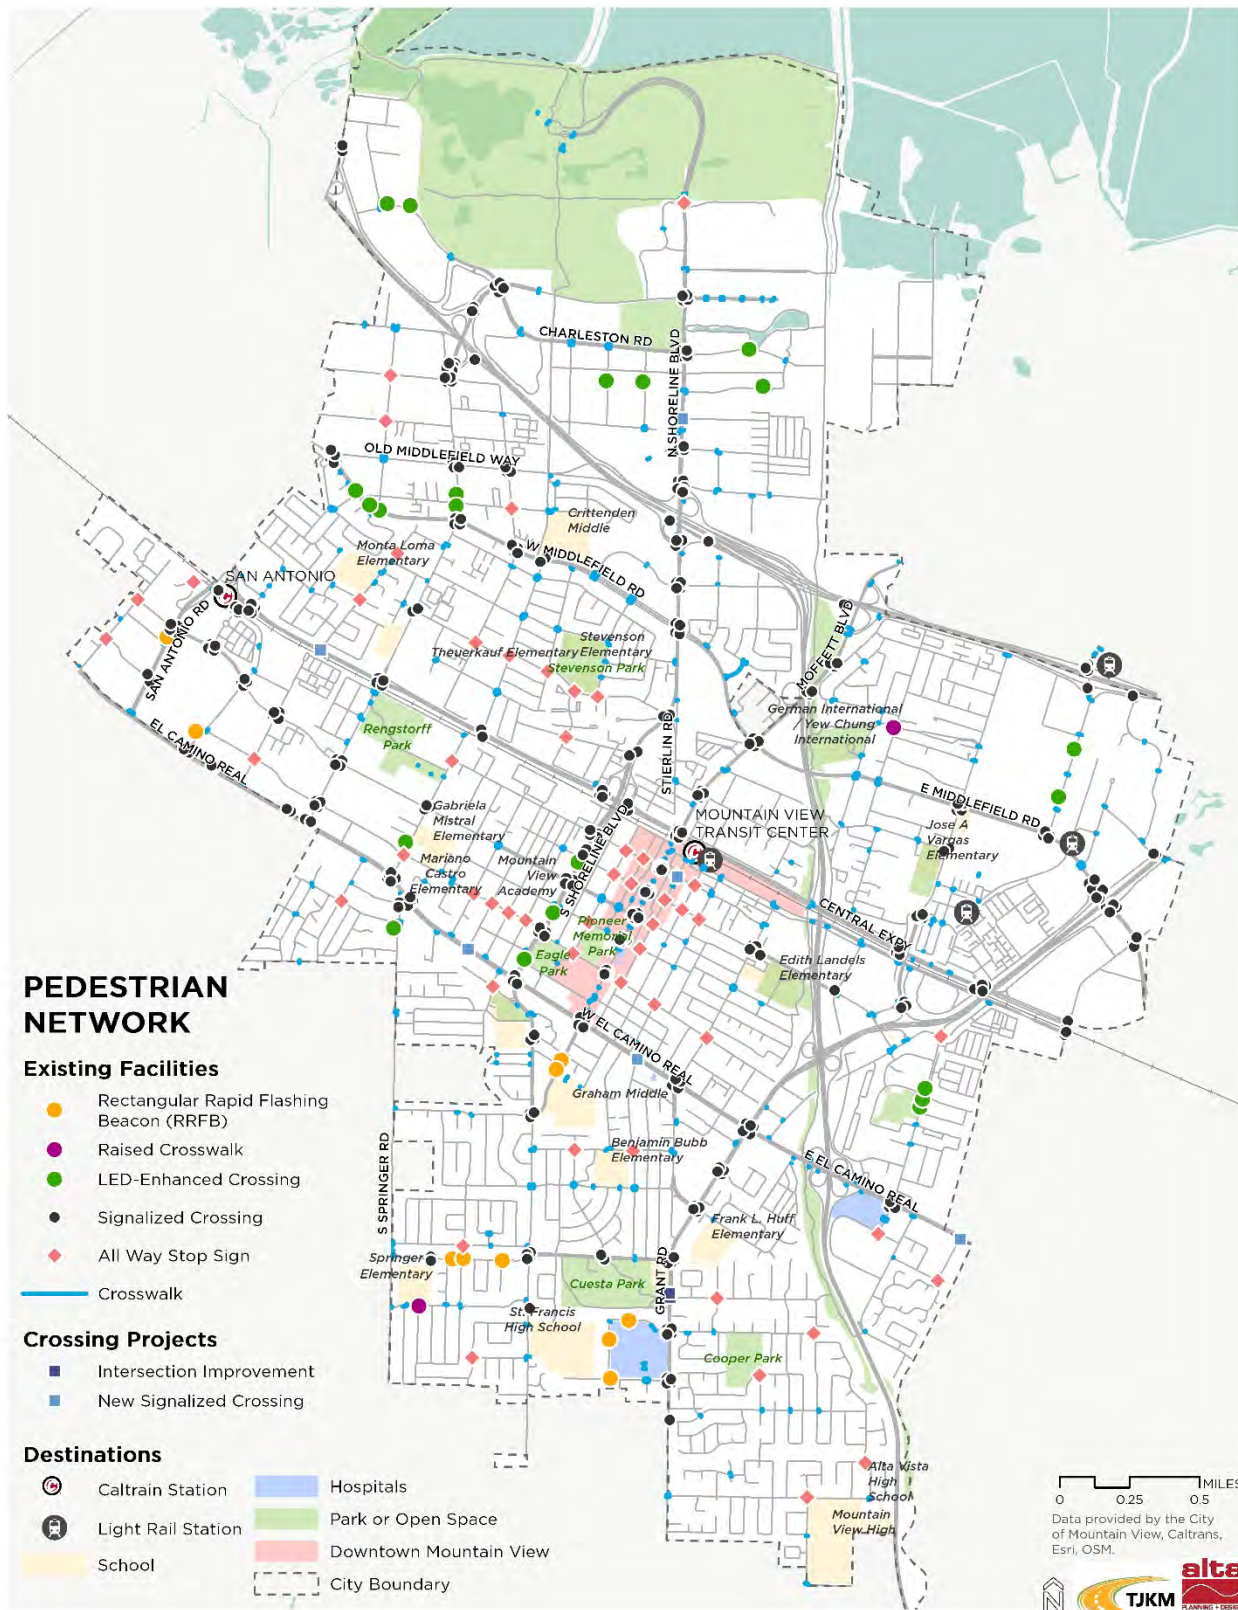 CHARLESTON RD
N SHORELINE BLVD
OLD MIDDLEFIELD WAY
Crittenden
Middle
W MIDDLEFIELD RD
Monta Loma
Elementary
SAN ANTONIO
SAN ANTONIO RD
Stevenson
Elementary
Theuerkauf Elementary
Stevenson Park
MOFFETT BLVD
German International
Yew Chung
International
Rengstorff
Park
EL CAMINO REAL
STIERLIN RD
E MIDDLEFIELD RD
Gabriela
Mistral
Elementary
MOUNTAIN VIEW
TRANSIT CENTER
Jose A
Vargas
Elementary
Mariano
Castro
Elementary
Mountain
View
Academy
S SHORELINE BLVD
Pioneer
Memorial
Park
Eagle
Park
CENTRAL EXPY
Edith Landels
Elementary
W EL CAMINO REAL
Graham Middle
Benjamin Bubb
Elementary
E EL CAMINO REAL
S SPRINGER RD
Frank L. Huff
Elementary
Springer
Elementary
Cuesta Park
GRANT RD
St. Francis
High School
Cooper Park
Alta Vista
High
School
Mountain
View High
PEDESTRIAN
NETWORK
Existing Facilities
Rectangular Rapid Flashing
Beacon (RRFB)
Raised Crosswalk
LED-Enhanced Crossing
Signalized Crossing
All Way Stop Sign
Crosswalk
Crossing Projects
Intersection Improvement
New Signalized Crossing
Destinations
Caltrain Station
Light Rail Station
School
Hospitals
Park or Open Space
Downtown Mountain View
City Boundary
MILES
0 0.25 0.5
Data provided by the City
of Mountain View, Caltrans,
Esri, OSM.
N
TJKM
alta
PLANNING + DESIGN